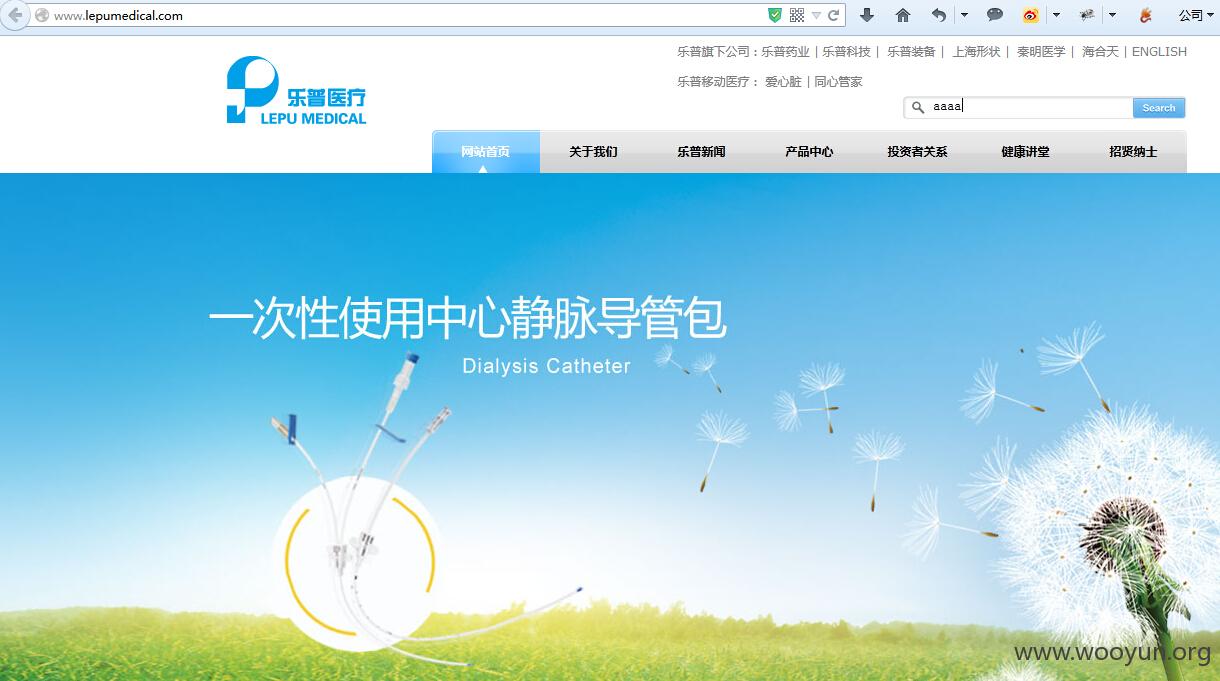 www.lepumedical.com
公司
乐普旗下公司：乐普药业 | 乐普科技 | 乐普装备 | 上海形状 | 秦明医学 | 海合天 | ENGLISH
乐普移动医疗： 爱心脏 | 同心管家
乐普医疗
LEPU MEDICAL
aaaa
Search
网站首页 关于我们 乐普新闻 产品中心 投资者关系 健康讲堂 招贤纳士
一次性使用中心静脉导管包
Dialysis Catheter
www.wooyun.org